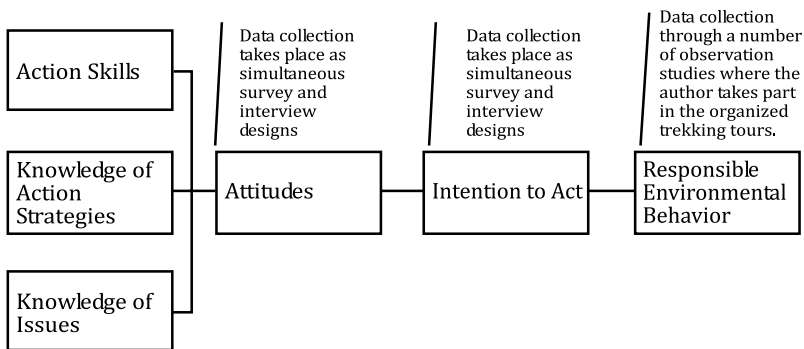 Action Skills
Knowledge of
Action
Strategies
Knowledge of
Issues
Data collection
takes place as
simultaneous
survey and
interview
designs
Attitudes
Data collection
takes place as
simultaneous
survey and
interview
designs
Intention to Act
Data collection
through a number
of observation
studies where the
author takes part
in the organized
trekking tours.
Responsible
Environmental
Behavior